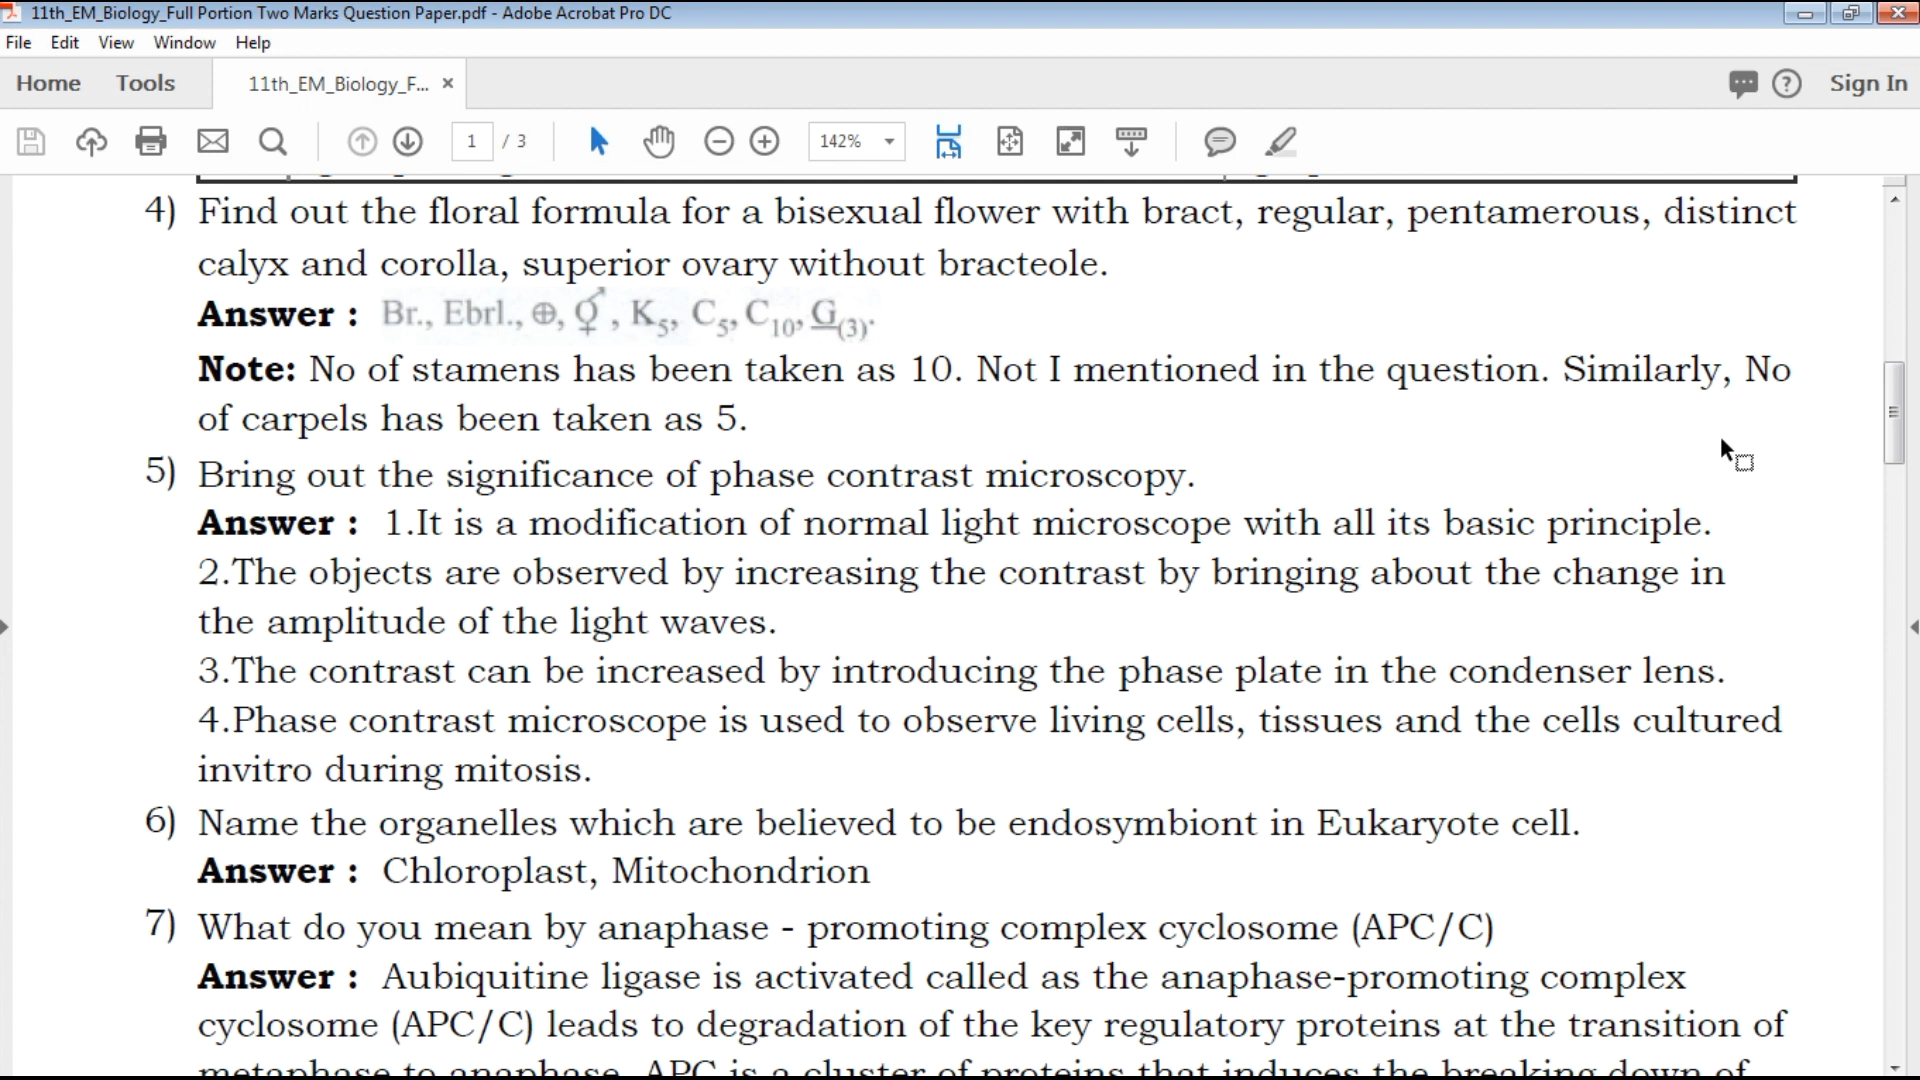 11th_EM_Biology_Full Portion Two Marks Question Paper.pdf - Adobe Acrobat Pro DC
File Edit View Window Help
Home Tools 11th_EM_Biology_F... × Sign In
1 / 3 142%
4) Find out the floral formula for a bisexual flower with bract, regular, pentamerous, distinct
calyx and corolla, superior ovary without bracteole.
Answer : Br., Ebrl., ⊕, ⚥, K5, C5, C10, G(3).
Note: No of stamens has been taken as 10. Not I mentioned in the question. Similarly, No
of carpels has been taken as 5.
5) Bring out the significance of phase contrast microscopy.
Answer : 1.It is a modification of normal light microscope with all its basic principle.
2.The objects are observed by increasing the contrast by bringing about the change in
the amplitude of the light waves.
3.The contrast can be increased by introducing the phase plate in the condenser lens.
4.Phase contrast microscope is used to observe living cells, tissues and the cells cultured
invitro during mitosis.
6) Name the organelles which are believed to be endosymbiont in Eukaryote cell.
Answer : Chloroplast, Mitochondrion
7) What do you mean by anaphase - promoting complex cyclosome (APC/C)
Answer : Aubiquitine ligase is activated called as the anaphase-promoting complex
cyclosome (APC/C) leads to degradation of the key regulatory proteins at the transition of
metaphase to anaphase. APC is a cluster of proteins that induces the breaking down of